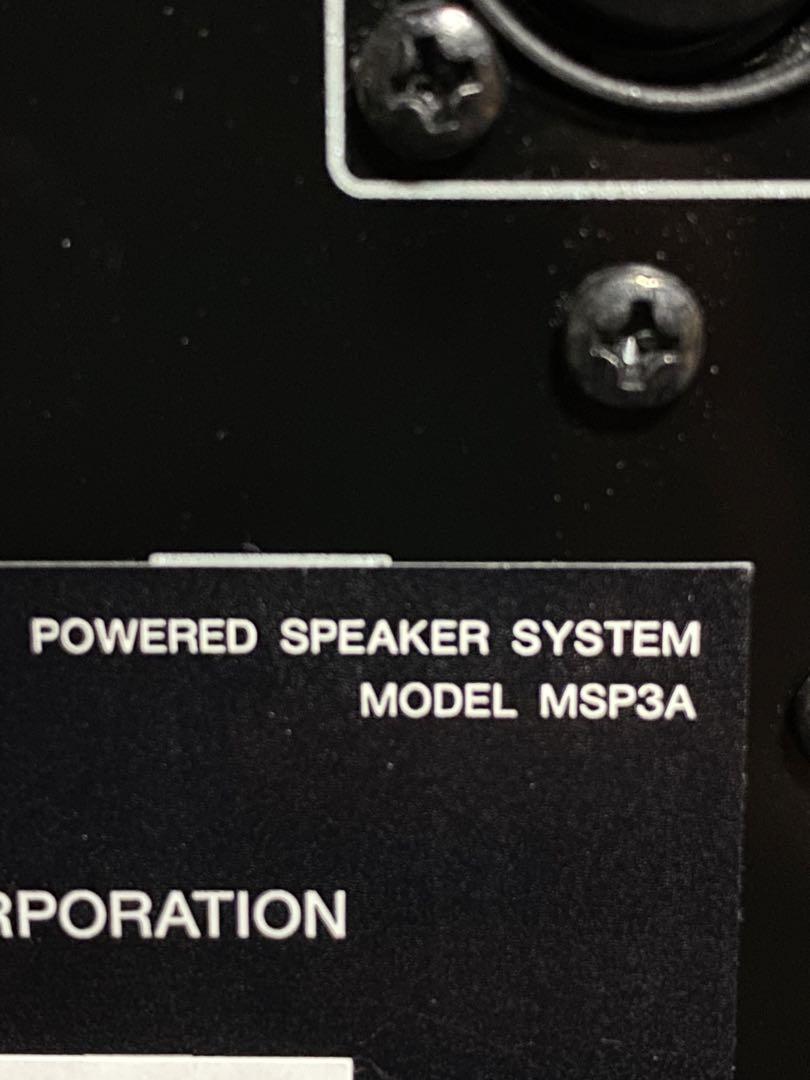 POWERED SPEAKER SYSTEM
MODEL MSP3A
RPORATION